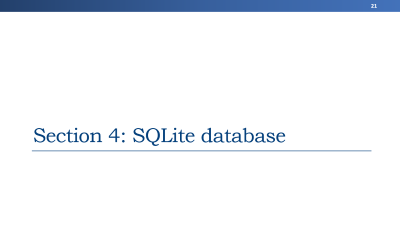 21
Section 4: SQLite database